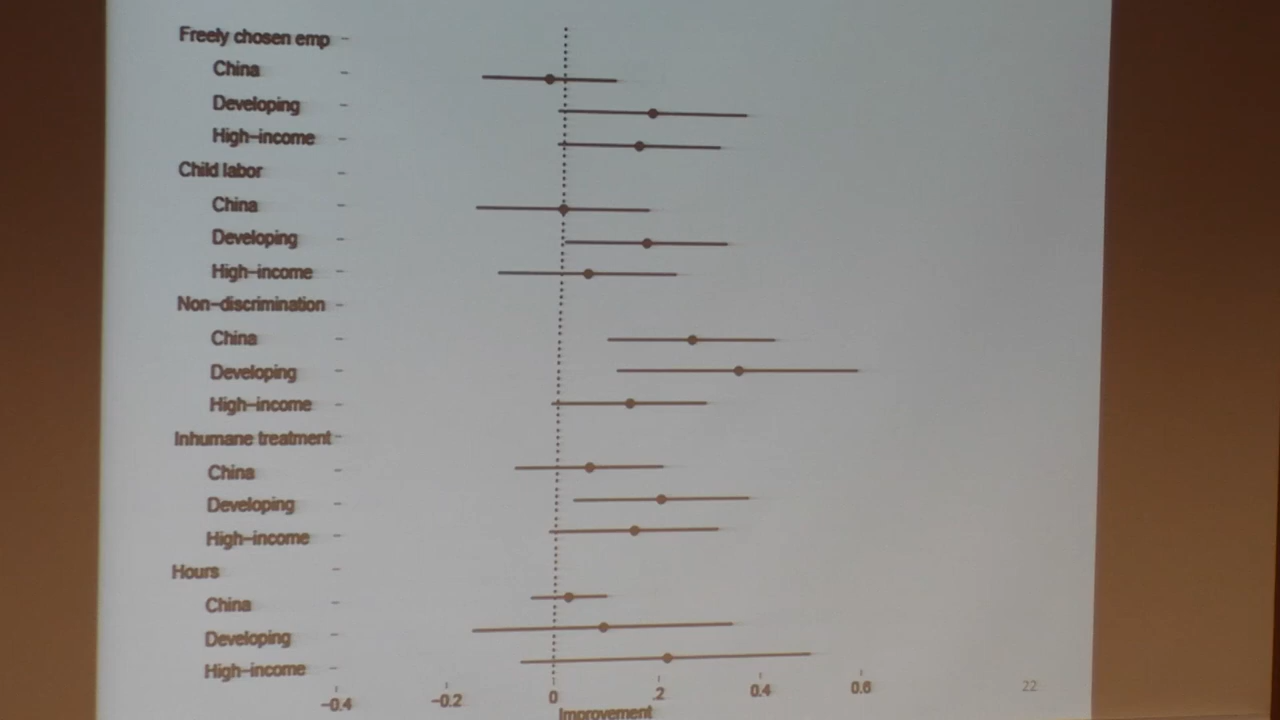 Freely chosen emp
China
Developing
High-income
Child labor
China
Developing
High-income
Non-discrimination
China
Developing
High-income
Inhumane treatment
China
Developing
High-income
Hours
China
Developing
High-income
-0.4 -0.2 0 .2 0.4 0.6
Improvement
22